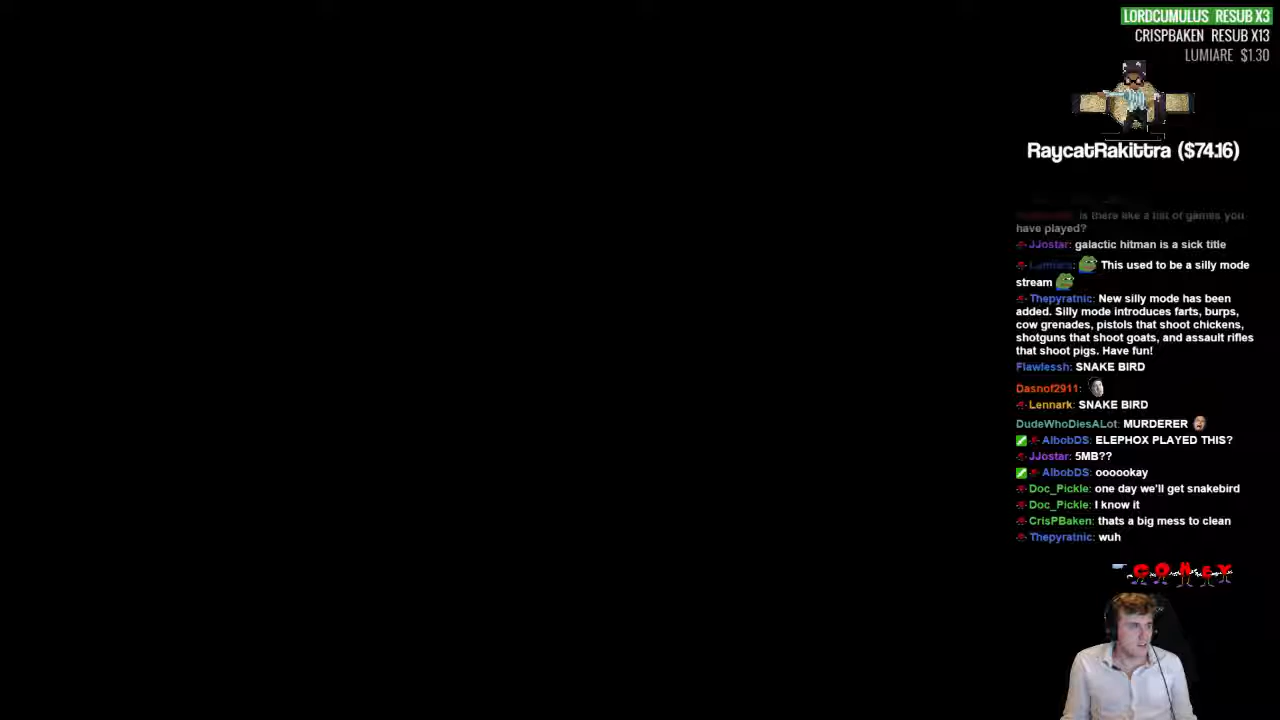 LORDCUMULUS RESUB X3
CRISPBAKEN RESUB X13
LUMIARE $1.30
RaycatRakittra ($74.16)
is there like a list of games you
have played?
JJostar: galactic hitman is a sick title
This used to be a silly mode
stream
Thepyratnic: New silly mode has been
added. Silly mode introduces farts, burps,
cow grenades, pistols that shoot chickens,
shotguns that shoot goats, and assault rifles
that shoot pigs. Have fun!
Flawlessh: SNAKE BIRD
Dasnof2911:
Lennark: SNAKE BIRD
DudeWhoDiesALot: MURDERER
AlbobDS: ELEPHOX PLAYED THIS?
JJostar: 5MB??
AlbobDS: oooookay
Doc_Pickle: one day we'll get snakebird
Doc_Pickle: I know it
CrisPBaken: thats a big mess to clean
Thepyratnic: wuh
GOHEY